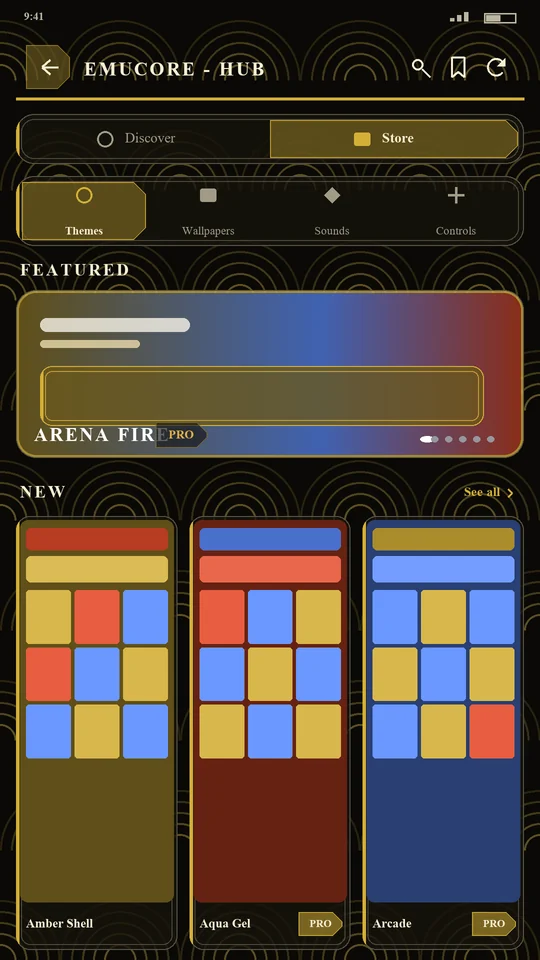 9:41
EMUCORE - HUB
Discover
Store
Themes
Wallpapers
Sounds
Controls
FEATURED
ARENA FIRE
PRO
NEW
See all
Amber Shell
Aqua Gel
PRO
Arcade
PRO